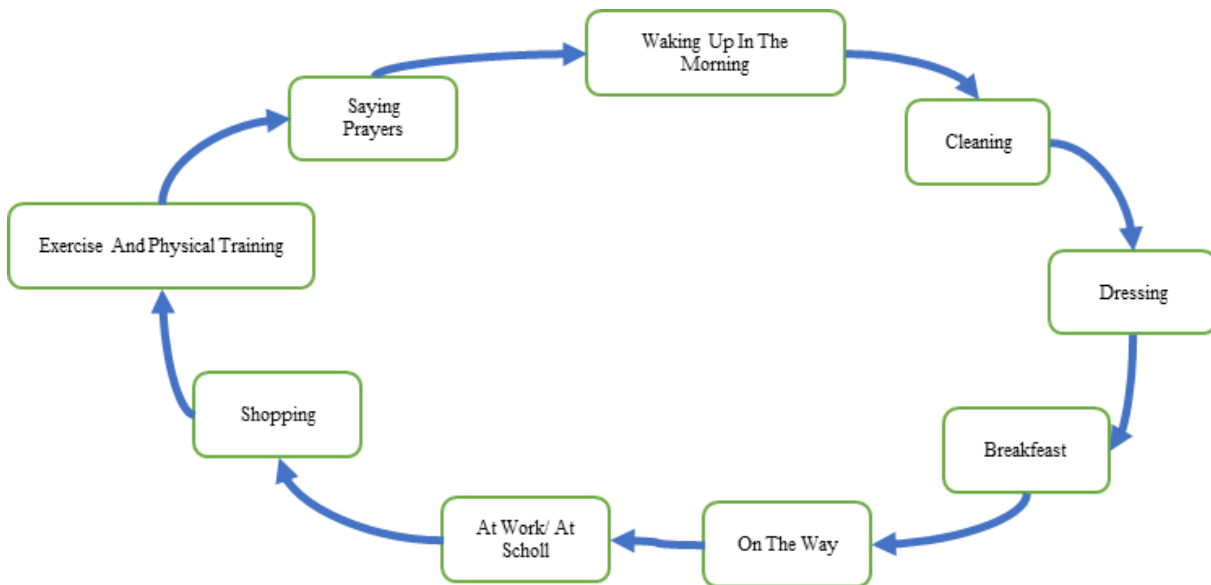 Waking Up In The
Morning
Cleaning
Dressing
Breakfeast
On The Way
At Work/ At
Scholl
Shopping
Exercise And Physical Training
Saying
Prayers